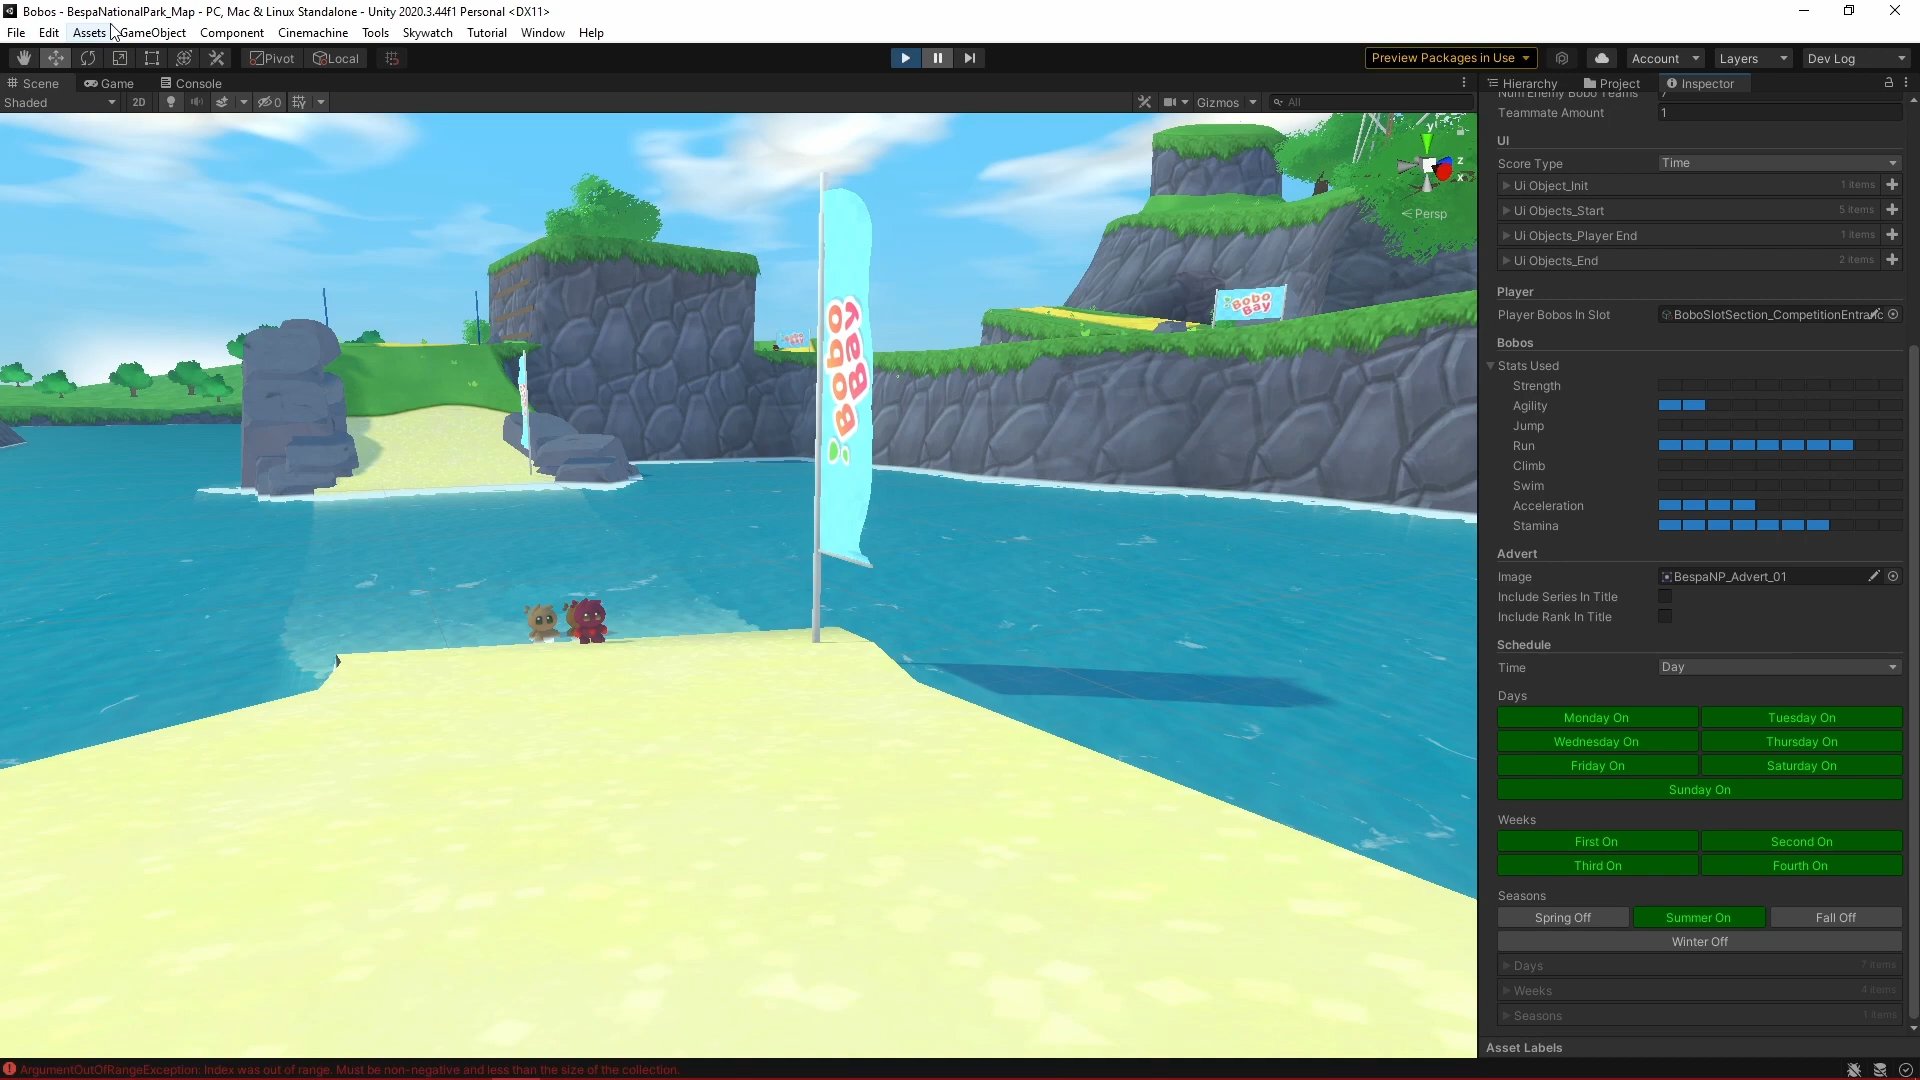 Bobos - BespaNationalPark_Map - PC, Mac & Linux Standalone - Unity 2020.3.44f1 Personal <DX11>
File Edit Assets GameObject Component Cinemachine Tools Skywatch Tutorial Window Help
Pivot Local Preview Packages in Use Account Layers Dev Log
Scene Game Console Hierarchy Project Inspector
Shaded 2D 0 Gizmos All
Num Enemy Bobo Teams 7
Teammate Amount 1
UI
Score Type Time
Ui Object_Init 1 items
Ui Objects_Start 5 items
Ui Objects_Player End 1 items
Ui Objects_End 2 items
Player
Player Bobos In Slot BoboSlotSection_CompetitionEntranc
Bobos
Stats Used
Strength
Agility
Jump
Run
Climb
Swim
Acceleration
Stamina
Advert
Image BespaNP_Advert_01
Include Series In Title
Include Rank In Title
Schedule
Time Day
Days
Monday On Tuesday On
Wednesday On Thursday On
Friday On Saturday On
Sunday On
Weeks
First On Second On
Third On Fourth On
Seasons
Spring Off Summer On Fall Off
Winter Off
Days 7 items
Weeks 4 items
Seasons 1 items
Asset Labels
y
z
x
Persp
Bobo
Bay
Bobo
Bay
ArgumentOutOfRangeException: Index was out of range. Must be non-negative and less than the size of the collection.